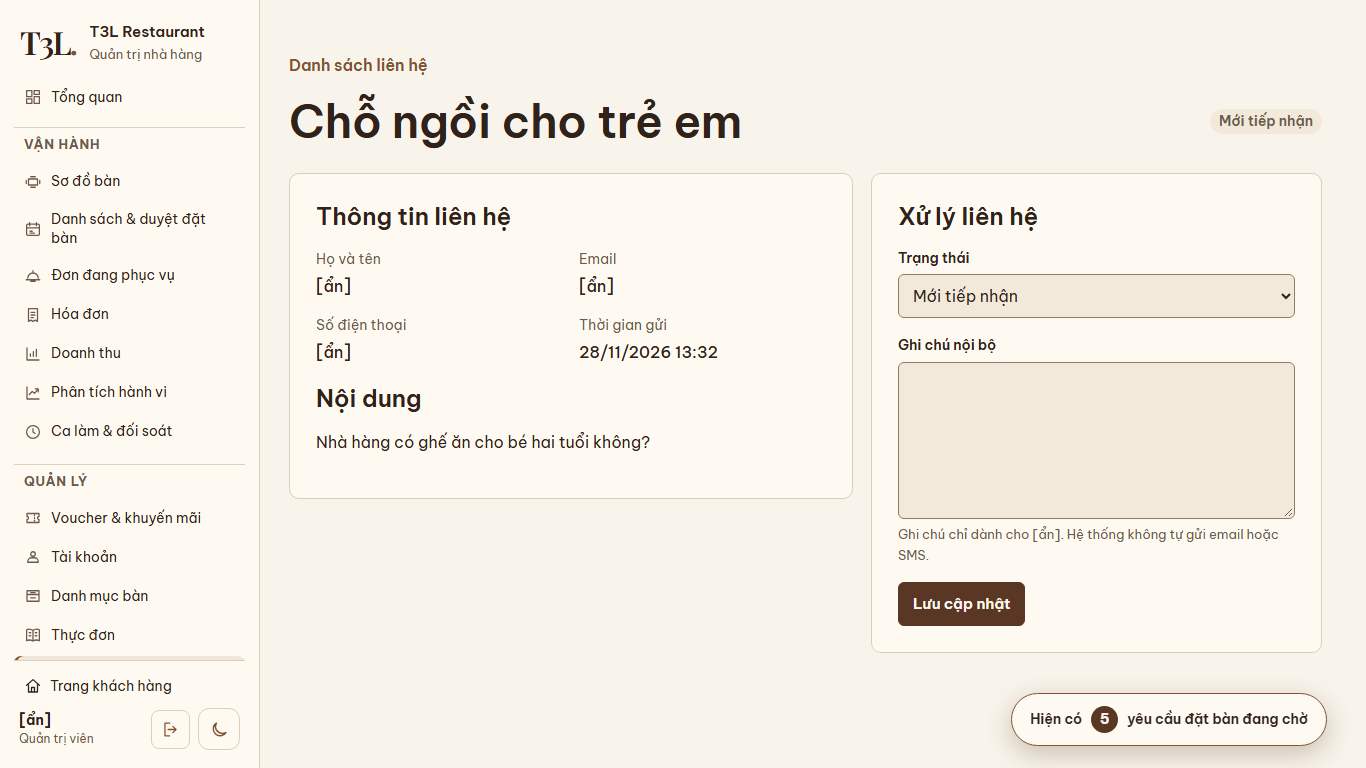 T3L.
T3L Restaurant
Quản trị nhà hàng
Tổng quan
VẬN HÀNH
Sơ đồ bàn
Danh sách & duyệt đặt
bàn
Đơn đang phục vụ
Hóa đơn
Doanh thu
Phân tích hành vi
Ca làm & đối soát
QUẢN LÝ
Voucher & khuyến mãi
Tài khoản
Danh mục bàn
Thực đơn
Trang khách hàng
[ẩn]
Quản trị viên
Danh sách liên hệ
Chỗ ngồi cho trẻ em
Mới tiếp nhận
Thông tin liên hệ
Họ và tên
[ẩn]
Email
[ẩn]
Số điện thoại
[ẩn]
Thời gian gửi
28/11/2026 13:32
Nội dung
Nhà hàng có ghế ăn cho bé hai tuổi không?
Xử lý liên hệ
Trạng thái
Mới tiếp nhận
Ghi chú nội bộ
Ghi chú chỉ dành cho [ẩn]. Hệ thống không tự gửi email hoặc
SMS.
Lưu cập nhật
Hiện có 5 yêu cầu đặt bàn đang chờ